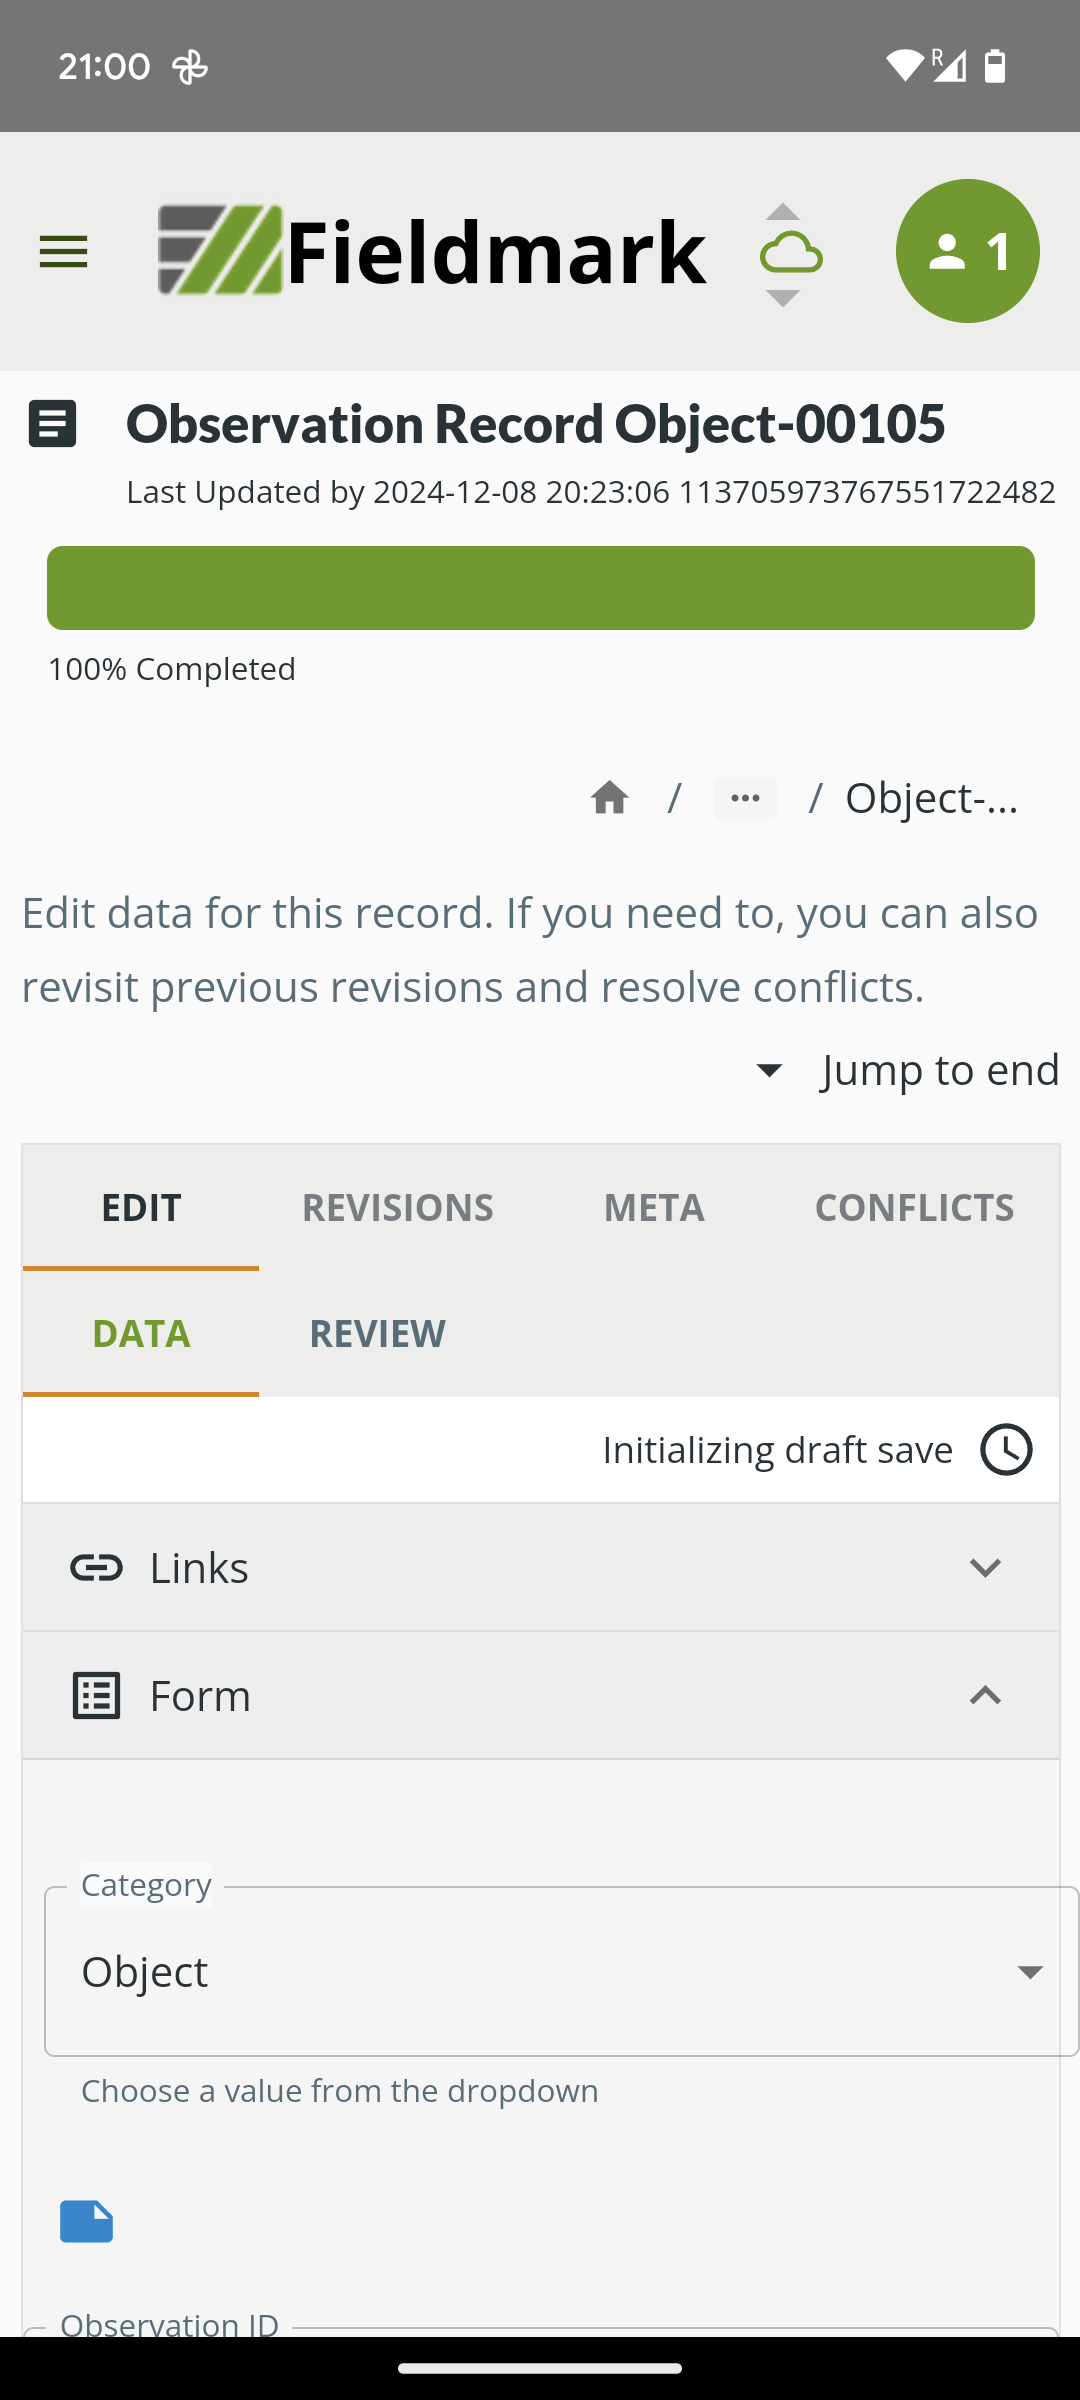 21:00
R
Fieldmark
1
Observation Record Object-00105
Last Updated by 2024-12-08 20:23:06 113705973767551722482
100% Completed
/ ... / Object-...
Edit data for this record. If you need to, you can also
revisit previous revisions and resolve conflicts.
Jump to end
EDIT REVISIONS META CONFLICTS
DATA REVIEW
Initializing draft save
Links
Form
Category
Object
Choose a value from the dropdown
Observation ID